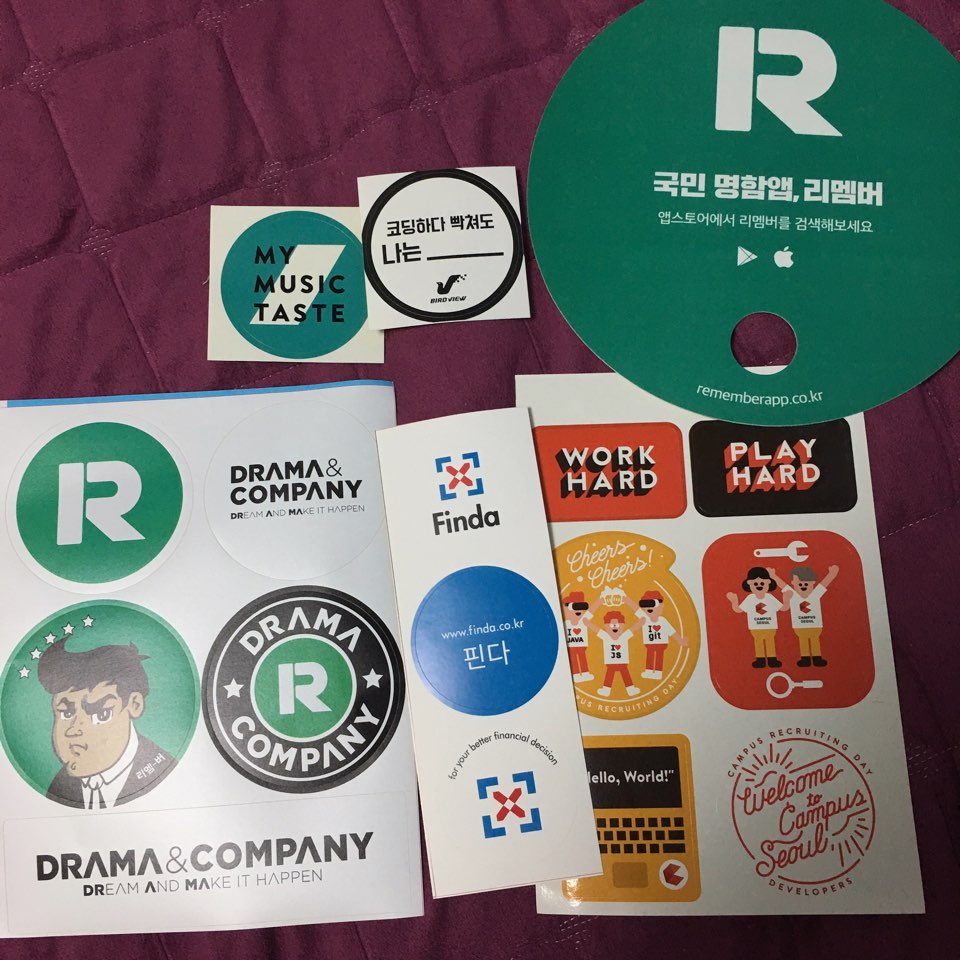 R
국민 명함앱, 리멤버
앱스토어에서 리멤버를 검색해보세요
rememberapp.co.kr
MY
MUSIC
TASTE
코딩하다 빡쳐도
나는
BIRD VIEW
R
DRAMA&
COMPANY
DREAM AND MAKE IT HAPPEN
리멤-버
DRAMA
R
COMPANY
DRAMA&COMPANY
DREAM AND MAKE IT HAPPEN
Finda
www.finda.co.kr
핀다
for your better financial decision
WORK
HARD
PLAY
HARD
Cheers
Cheers!
I ♥
JAVA
I ♥
JS
I ♥
git
RECRUITING DAY
CAMPUS
SEOUL
CAMPUS
SEOUL
World!"
CAMPUS RECRUITING DAY
Welcome
to
Campus
Seoul!
DEVELOPERS